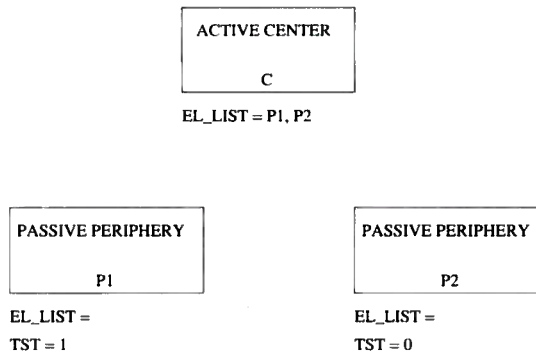 ACTIVE CENTER
C
EL_LIST = P1, P2
PASSIVE PERIPHERY
P1
EL_LIST =
TST = 1
PASSIVE PERIPHERY
P2
EL_LIST =
TST = 0